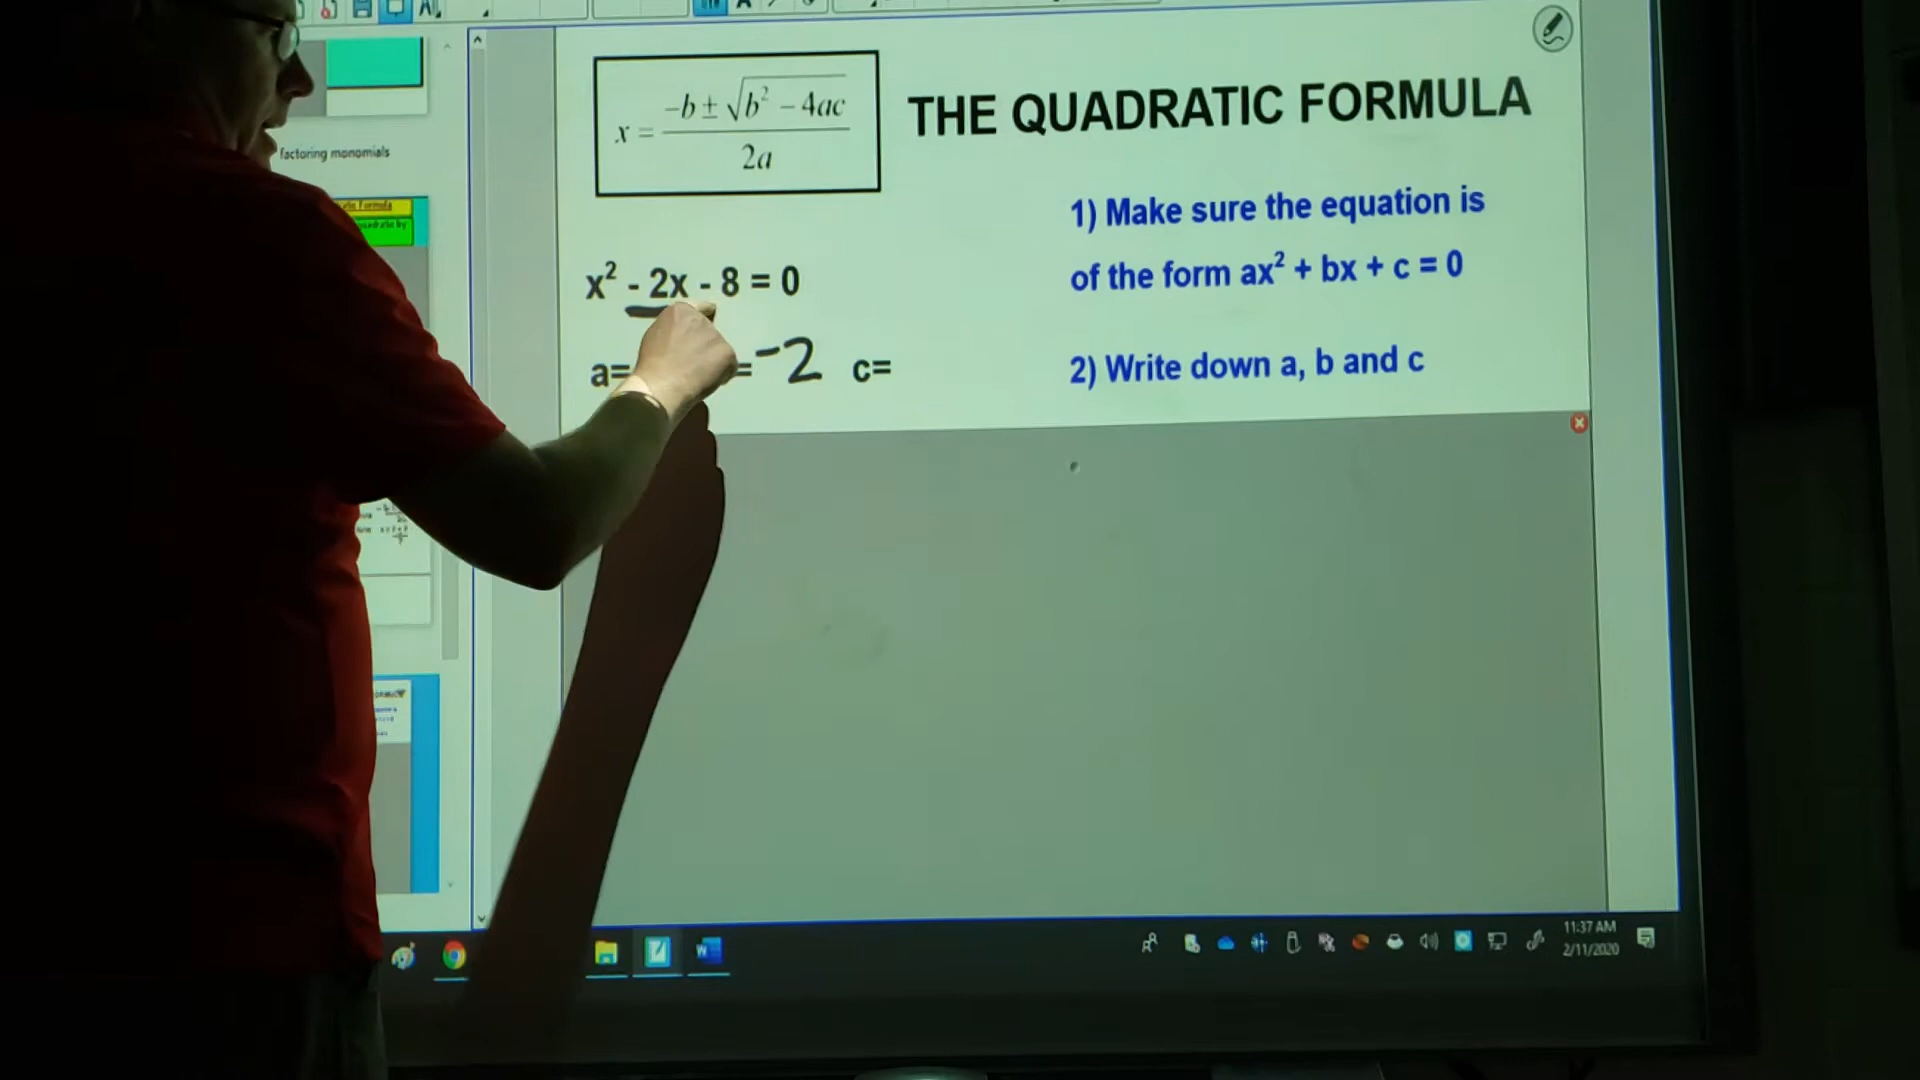 factoring monomials
x = -b ± √b² - 4ac
2a
THE QUADRATIC FORMULA
1) Make sure the equation is
of the form ax² + bx + c = 0
x² - 2x - 8 = 0
a= = -2 c=
2) Write down a, b and c
11:37 AM
2/11/2020